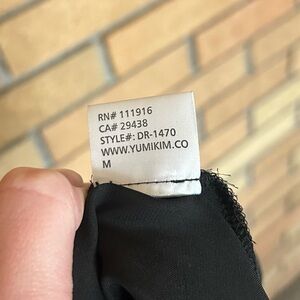 RN# 111916
CA# 29438
STYLE#: DR-1470
WWW.YUMIKIM.CO
M